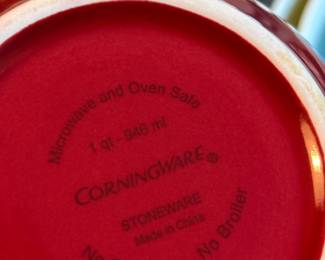 Microwave and Oven Safe
1 qt - 946 ml
CORNINGWARE®
STONEWARE
Made in China
No Broiler